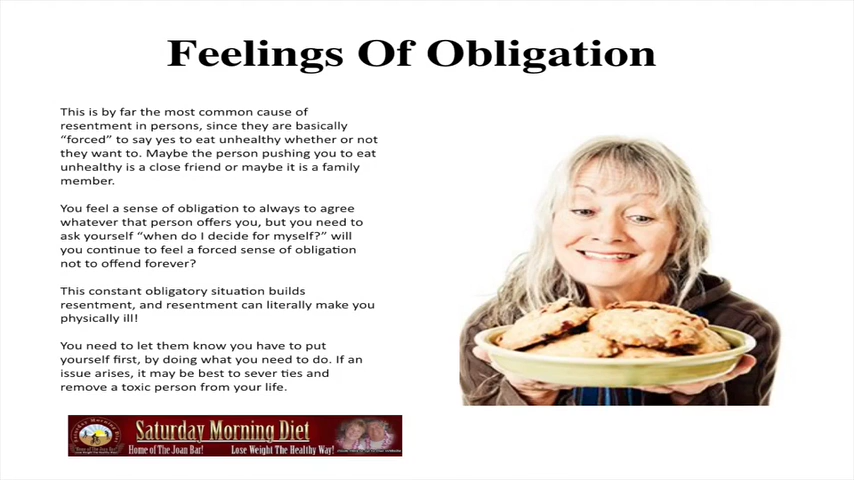 Feelings Of Obligation
This is by far the most common cause of
resentment in persons, since they are basically
“forced” to say yes to eat unhealthy whether or not
they want to. Maybe the person pushing you to eat
unhealthy is a close friend or maybe it is a family
member.
You feel a sense of obligation to always to agree
whatever that person offers you, but you need to
ask yourself “when do I decide for myself?” will
you continue to feel a forced sense of obligation
not to offend forever?
This constant obligatory situation builds
resentment, and resentment can literally make you
physically ill!
You need to let them know you have to put
yourself first, by doing what you need to do. If an
issue arises, it may be best to sever ties and
remove a toxic person from your life.
Saturday Morning Diet
Home of The Joan Bar! Lose Weight The Healthy Way!